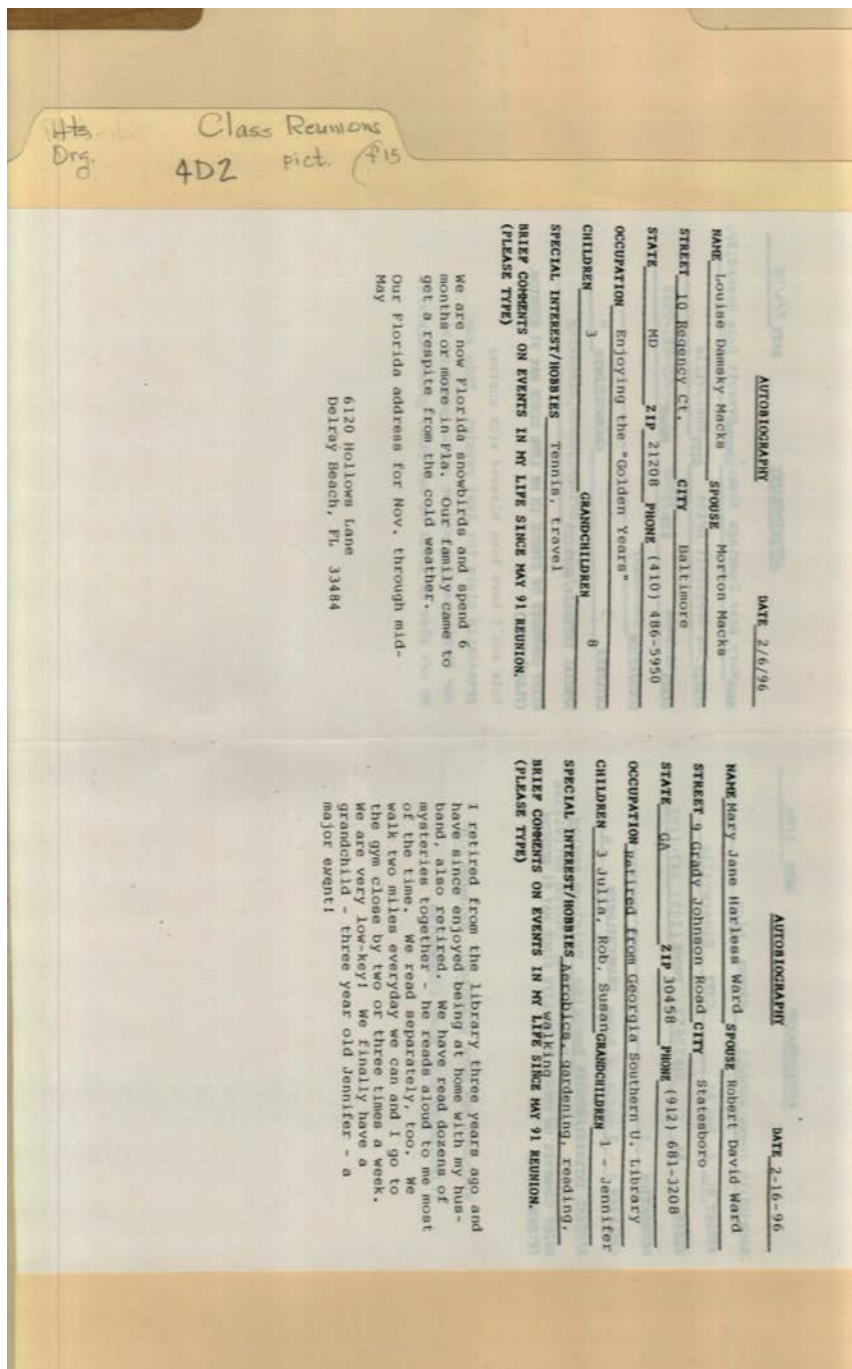 Hts Class Reunions
Org. 4D2 pict. f15
AUTOBIOGRAPHY DATE 2/6/96
NAME Louise Damsky Macks SPOUSE Morton Macks
STREET 10 Regency Ct. CITY Baltimore
STATE MD ZIP 21208 PHONE (410) 486-5950
OCCUPATION Enjoying the "Golden Years"
CHILDREN 3 GRANDCHILDREN 8
SPECIAL INTEREST/HOBBIES Tennis, travel
BRIEF COMMENTS ON EVENTS IN MY LIFE SINCE MAY 91 REUNION.
(PLEASE TYPE)
We are now Florida snowbirds and spend 6
months or more in Fla. Our family came to
get a respite from the cold weather.
Our Florida address for Nov. through mid-
May
6120 Hollows Lane
Delray Beach, FL 33484
AUTOBIOGRAPHY DATE 2-16-96
NAME Mary Jane Harless Ward SPOUSE Robert David Ward
STREET 9 Grady Johnson Road CITY Statesboro
STATE GA ZIP 30458 PHONE (912) 681-3208
OCCUPATION Retired from Georgia Southern U. Library
CHILDREN 3 Julia, Rob, Susan GRANDCHILDREN 1 - Jennifer
SPECIAL INTEREST/HOBBIES Aerobics, gardening, reading,
walking
BRIEF COMMENTS ON EVENTS IN MY LIFE SINCE MAY 91 REUNION.
(PLEASE TYPE)
I retired from the library three years ago and
have since enjoyed being at home with my hus-
band, also retired. We have read dozens of
mysteries together - he reads aloud to me most
of the time. We read separately, too. We
walk two miles everyday we can and I go to
the gym close by two or three times a week.
We are very low-key! We finally have a
grandchild - three year old Jennifer - a
major event!